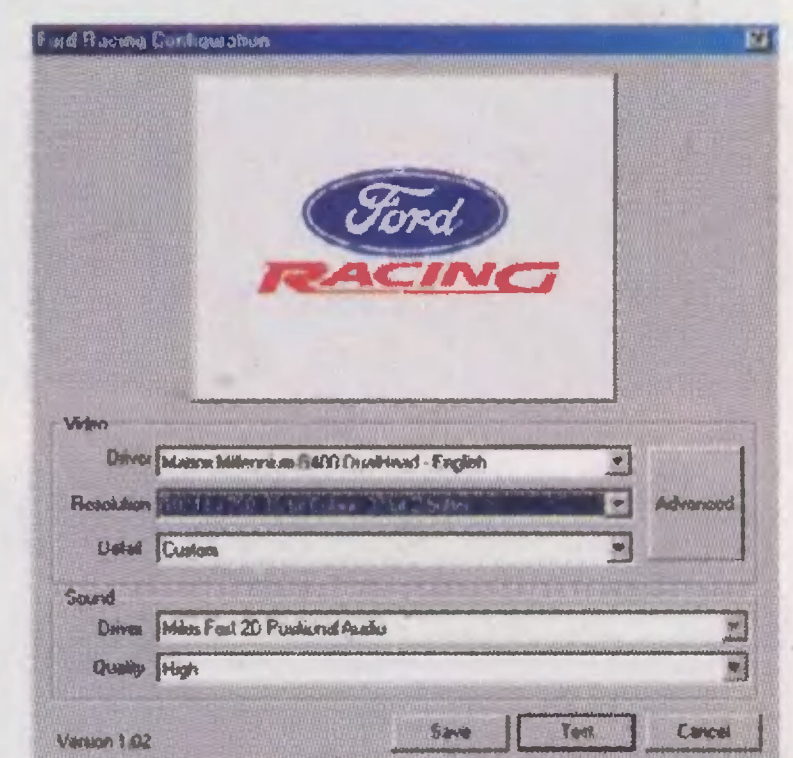 Ford Racing Configuration
Ford
RACING
Video
Driver Matrox Millennium G400 DualHead - English
Resolution
Advanced
Detail Custom
Sound
Driver Miles Fast 2D Positional Audio
Quality High
Version 1.02
Save
Test
Cancel